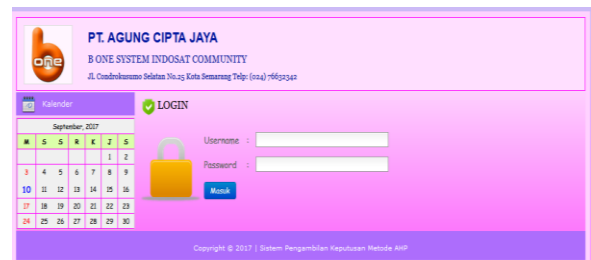 b
one
PT. AGUNG CIPTA JAYA
B ONE SYSTEM INDOSAT COMMUNITY
Jl. Condrokusumo Selatan No.25 Kota Semarang Telp: (024) 76632342
Kalender
LOGIN
September, 2017
M S S R K J S
1 2
3 4 5 6 7 8 9
10 11 12 13 14 15 16
17 18 19 20 21 22 23
24 25 26 27 28 29 30
Username :
Password :
Masuk
Copyright © 2017 | Sistem Pengambilan Keputusan Metode AHP